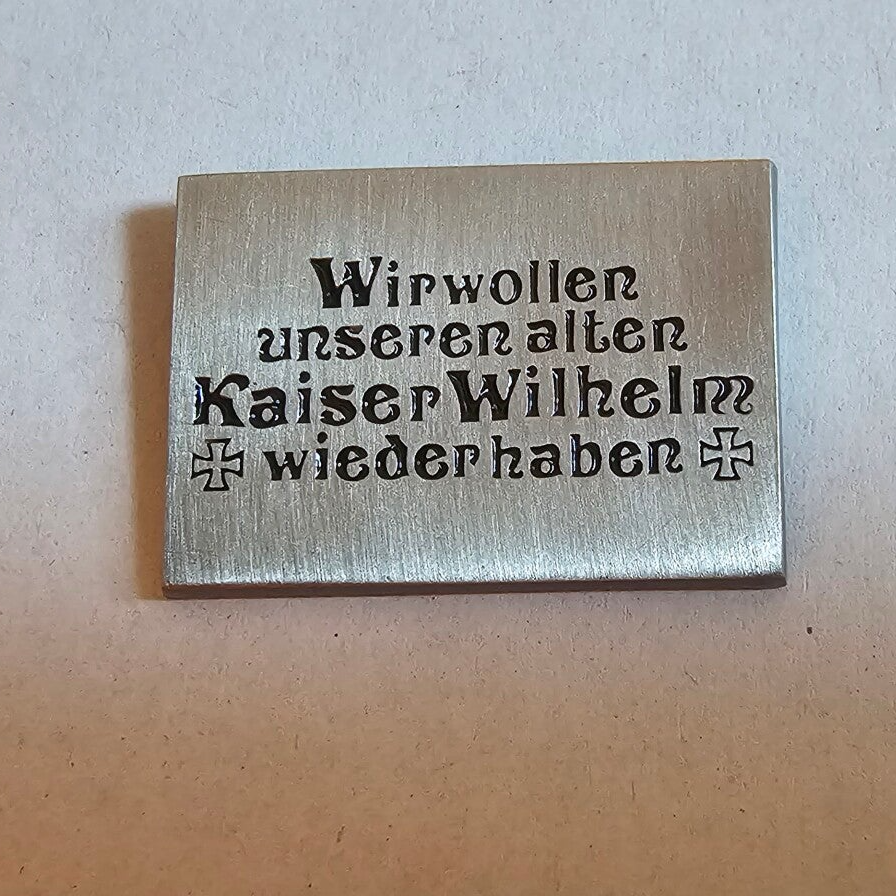 Wir wollen
unseren alten
Kaiser Wilhelm
wieder haben